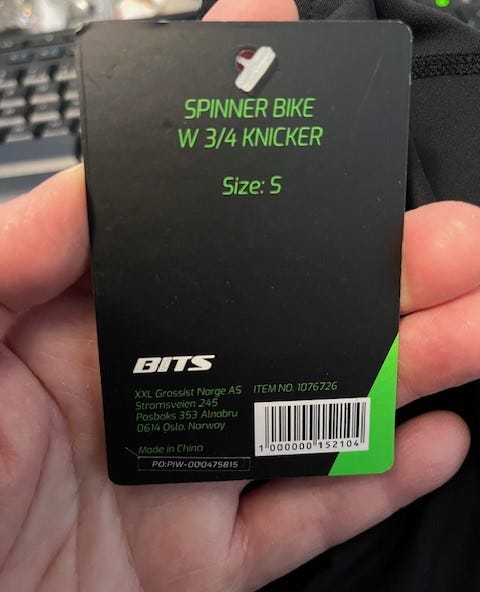 SPINNER BIKE
W 3/4 KNICKER
Size: S
BITS
XXL Grossist Norge AS
Strømsveien 245
Posboks 353 Alnabru
0614 Oslo, Norway
Made in China
PO:PIW-000475815
ITEM NO. 1076726
1 000000 152104